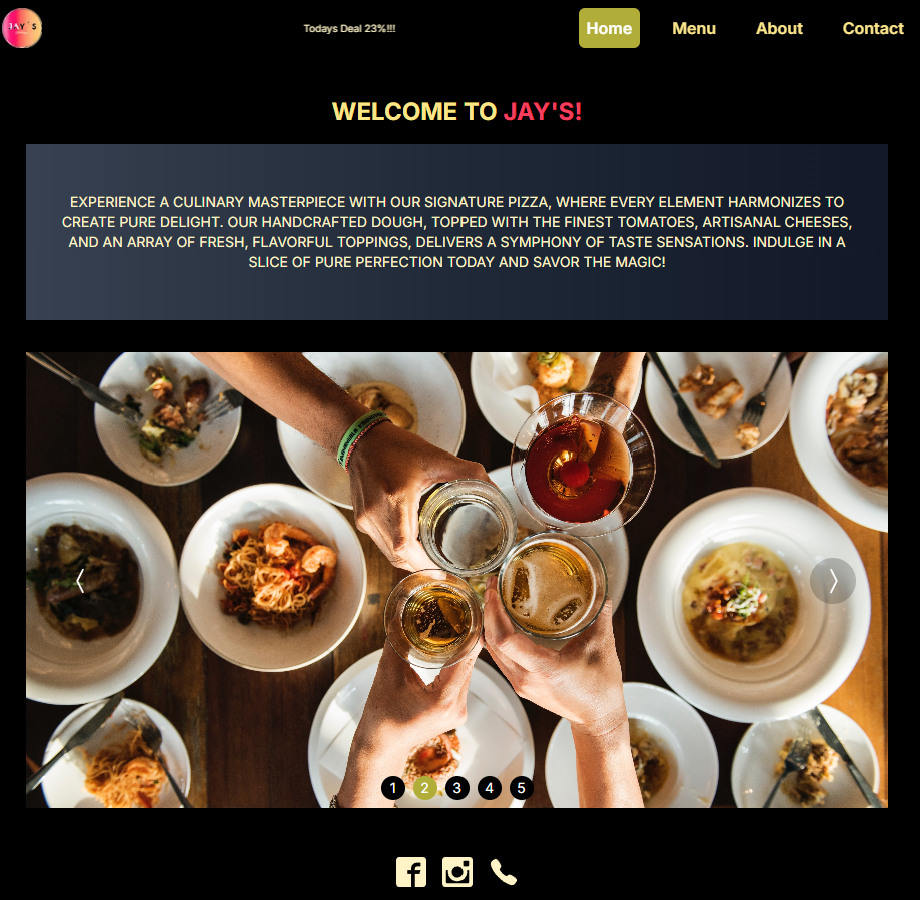 JAY'S
Todays Deal 23%!!!
Home
Menu
About
Contact
WELCOME TO JAY'S!
EXPERIENCE A CULINARY MASTERPIECE WITH OUR SIGNATURE PIZZA, WHERE EVERY ELEMENT HARMONIZES TO
CREATE PURE DELIGHT. OUR HANDCRAFTED DOUGH, TOPPED WITH THE FINEST TOMATOES, ARTISANAL CHEESES,
AND AN ARRAY OF FRESH, FLAVORFUL TOPPINGS, DELIVERS A SYMPHONY OF TASTE SENSATIONS. INDULGE IN A
SLICE OF PURE PERFECTION TODAY AND SAVOR THE MAGIC!
1 2 3 4 5